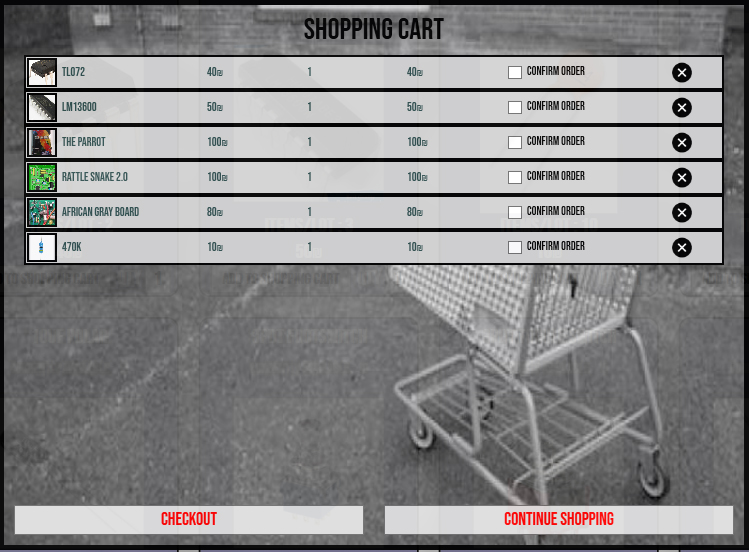 SHOPPING CART
TL072 40₪ 1 40₪ CONFIRM ORDER
LM13600 50₪ 1 50₪ CONFIRM ORDER
THE PARROT 100₪ 1 100₪ CONFIRM ORDER
RATTLE SNAKE 2.0 100₪ 1 100₪ CONFIRM ORDER
AFRICAN GRAY BOARD 80₪ 1 80₪ CONFIRM ORDER
470K 10₪ 1 10₪ CONFIRM ORDER
CHECKOUT CONTINUE SHOPPING